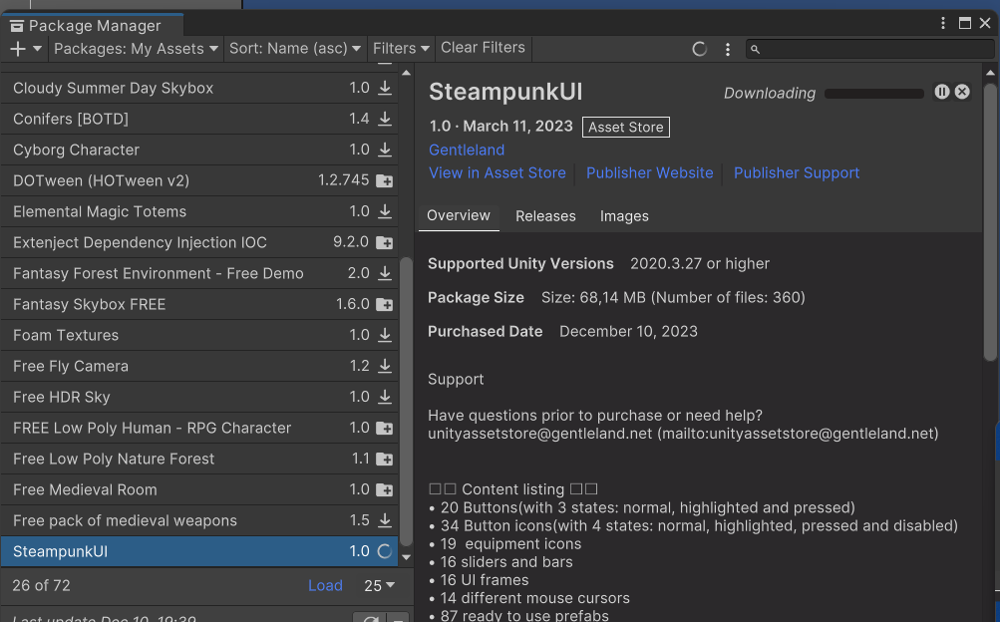 Package Manager
Packages: My Assets
Sort: Name (asc)
Filters
Clear Filters
Cloudy Summer Day Skybox 1.0
Conifers [BOTD] 1.4
Cyborg Character 1.0
DOTween (HOTween v2) 1.2.745
Elemental Magic Totems 1.0
Extenject Dependency Injection IOC 9.2.0
Fantasy Forest Environment - Free Demo 2.0
Fantasy Skybox FREE 1.6.0
Foam Textures 1.0
Free Fly Camera 1.2
Free HDR Sky 1.0
FREE Low Poly Human - RPG Character 1.0
Free Low Poly Nature Forest 1.1
Free Medieval Room 1.0
Free pack of medieval weapons 1.5
SteampunkUI 1.0
26 of 72 Load 25
Last update Dec 10, 19:39
SteampunkUI
Downloading
1.0 · March 11, 2023 Asset Store
Gentleland
View in Asset Store Publisher Website Publisher Support
Overview Releases Images
Supported Unity Versions 2020.3.27 or higher
Package Size Size: 68,14 MB (Number of files: 360)
Purchased Date December 10, 2023
Support
Have questions prior to purchase or need help?
unityassetstore@gentleland.net (mailto:unityassetstore@gentleland.net)
□□ Content listing □□
• 20 Buttons(with 3 states: normal, highlighted and pressed)
• 34 Button icons(with 4 states: normal, highlighted, pressed and disabled)
• 19  equipment icons
• 16 sliders and bars
• 16 UI frames
• 14 different mouse cursors
• 87 ready to use prefabs